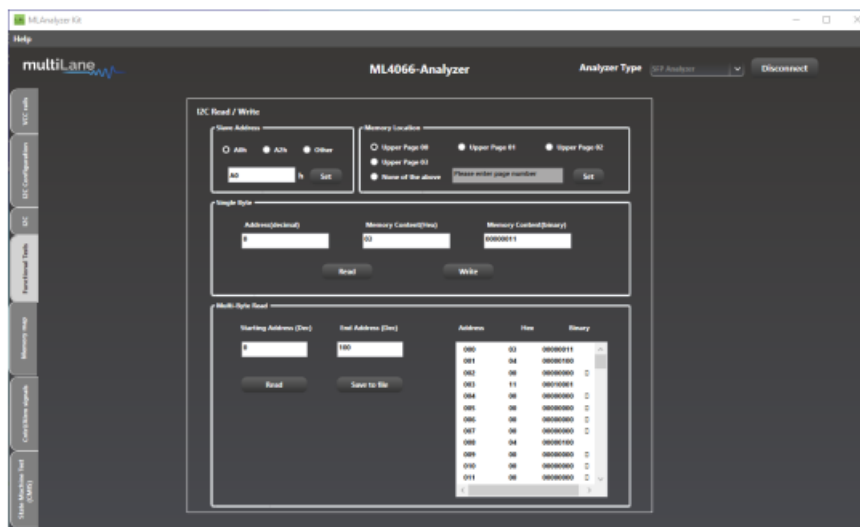 MLAnalyzer Kit
Help
multiLane
ML4066-Analyzer
Analyzer Type SFP Analyzer Disconnect
VCC rails
I2C Configuration
I2C
Functional Tests
Memory map
Cntrl/Alrm signals
State Machine Test (CMIS)
I2C Read / Write
Slave Address
A0h A2h Other
A0 h Set
Memory Location
Upper Page 00 Upper Page 01 Upper Page 02
Upper Page 03
None of the above Please enter page number Set
Single Byte
Address(decimal) Memory Content(Hex) Memory Content(binary)
0 03 00000011
Read Write
Multi-Byte Read
Starting Address (Dec) End Address (Dec)
0 100
Read Save to file
Address Hex Binary
000 03 00000011
001 04 00000100
002 00 00000000
003 11 00010001
004 00 00000000
005 00 00000000
006 00 00000000
007 00 00000000
008 04 00000100
009 00 00000000
010 00 00000000
011 00 00000000